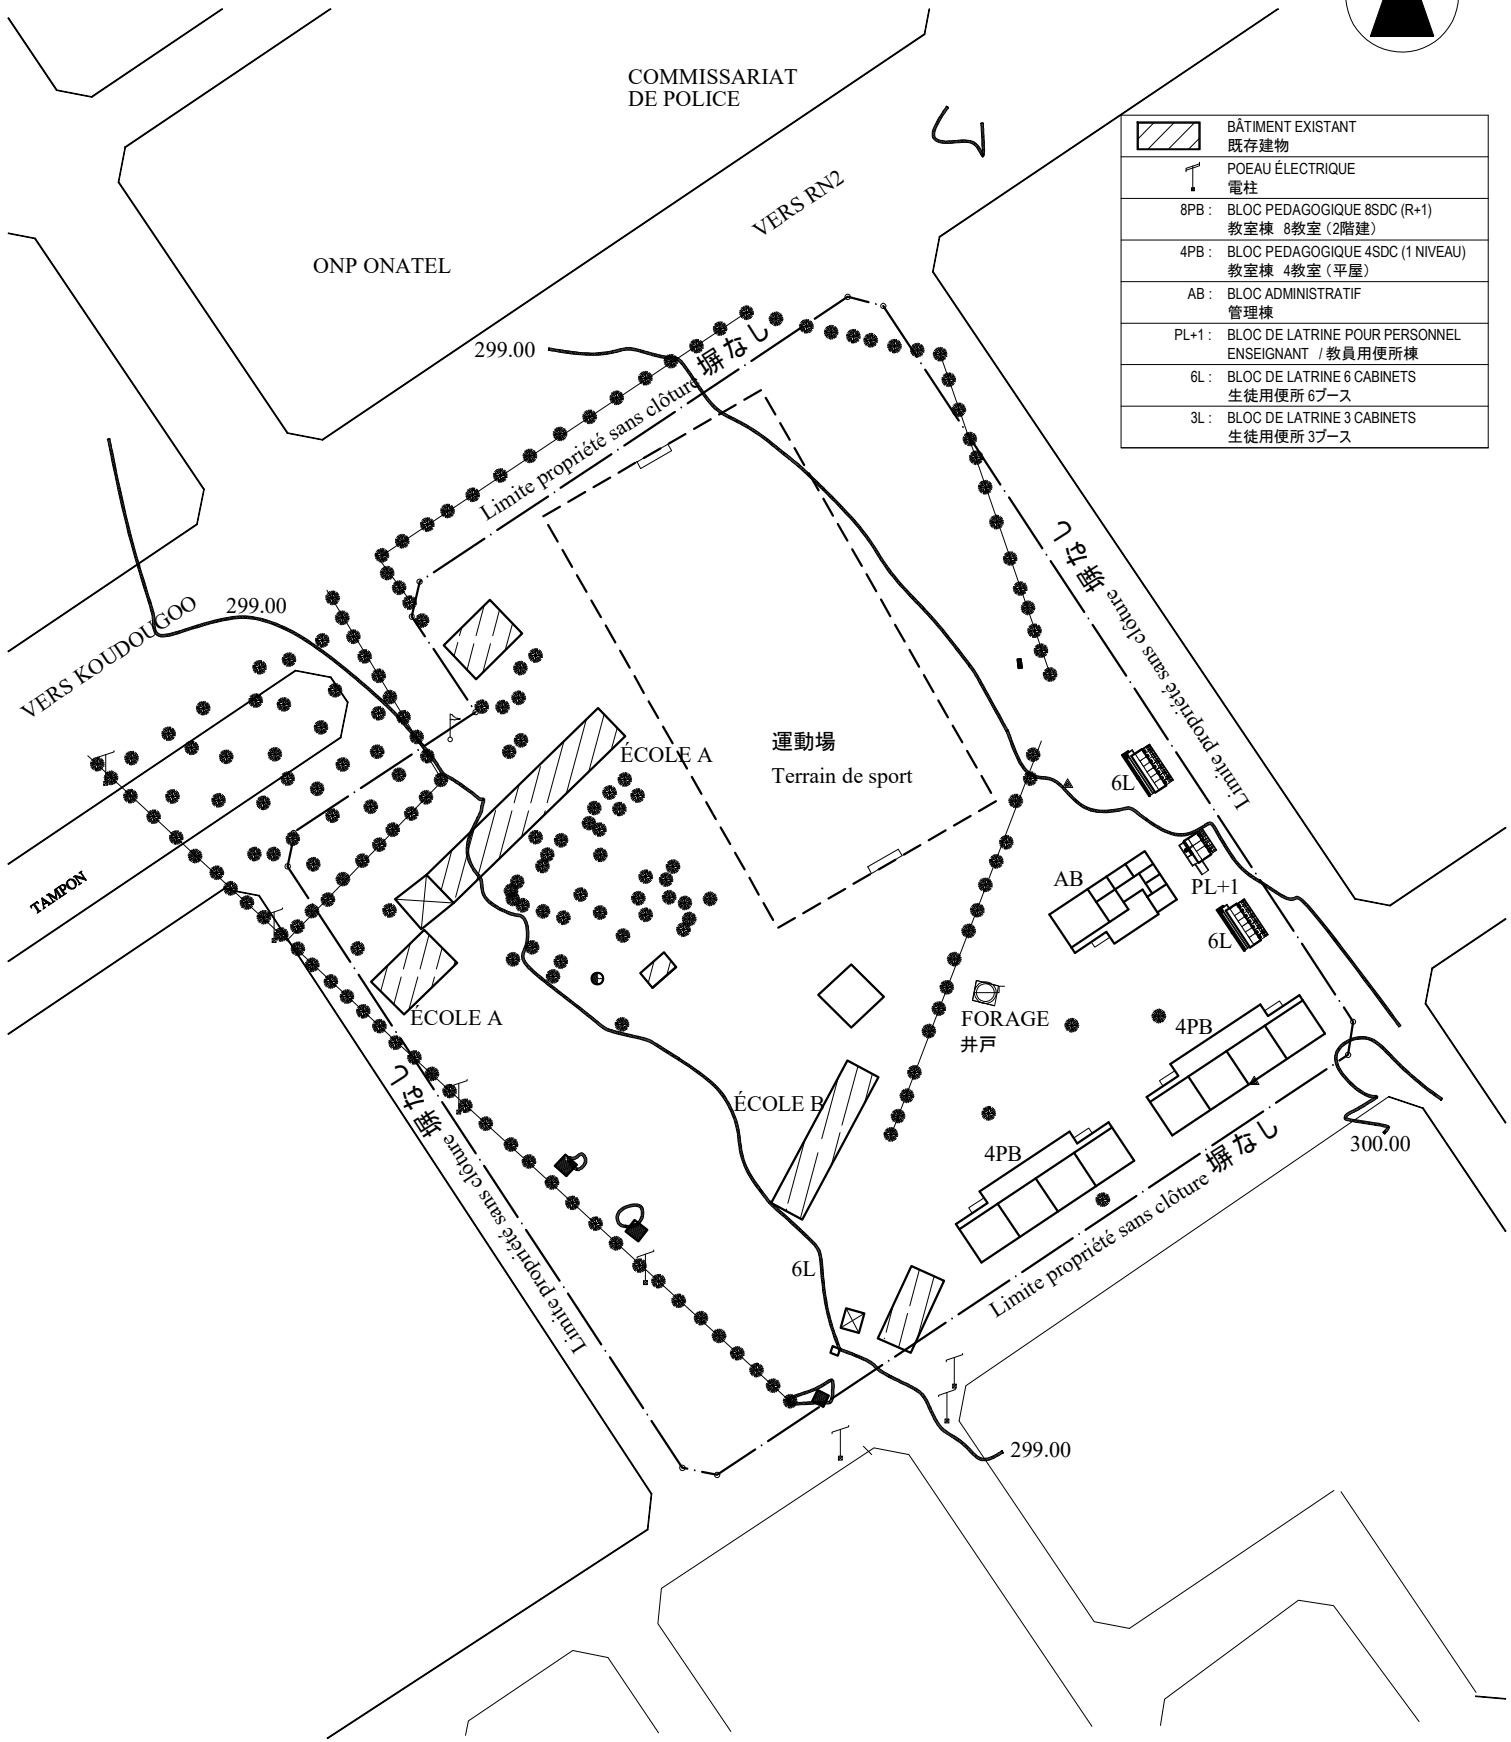 COMMISSARIAT
DE POLICE
BÂTIMENT EXISTANT
既存建物
POEAU ÉLECTRIQUE
電柱
8PB : BLOC PEDAGOGIQUE 8SDC (R+1)
教室棟 8教室（2階建）
4PB : BLOC PEDAGOGIQUE 4SDC (1 NIVEAU)
教室棟 4教室（平屋）
AB : BLOC ADMINISTRATIF
管理棟
PL+1 : BLOC DE LATRINE POUR PERSONNEL
ENSEIGNANT / 教員用便所棟
6L : BLOC DE LATRINE 6 CABINETS
生徒用便所 6ブース
3L : BLOC DE LATRINE 3 CABINETS
生徒用便所 3ブース
VERS RN2
ONP ONATEL
299.00
Limite propriété sans clôture 塀なし
299.00
VERS KOUDOUGOO
Limite propriété sans clôture 塀なし
運動場
Terrain de sport
ÉCOLE A
6L
TAMPON
AB
PL+1
6L
ÉCOLE A
FORAGE
井戸
4PB
ÉCOLE B
4PB
300.00
Limite propriété sans clôture 塀なし
Limite propriété sans clôture 塀なし
6L
299.00